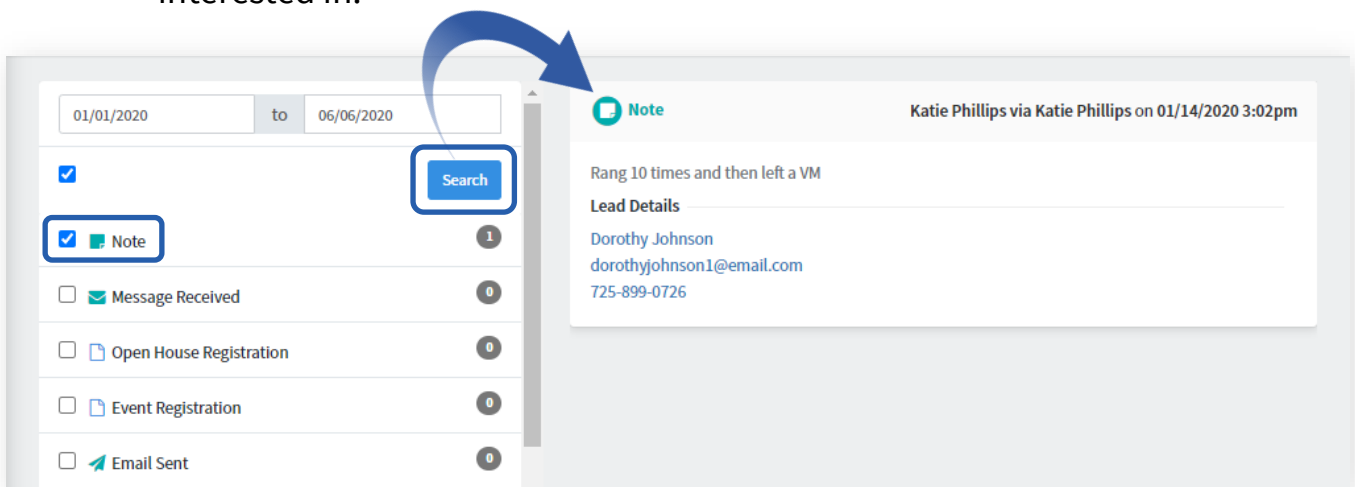 interested in.
01/01/2020 to 06/06/2020
Search
Note 1
Message Received 0
Open House Registration 0
Event Registration 0
Email Sent 0
Note Katie Phillips via Katie Phillips on 01/14/2020 3:02pm
Rang 10 times and then left a VM
Lead Details
Dorothy Johnson
dorothyjohnson1@email.com
725-899-0726